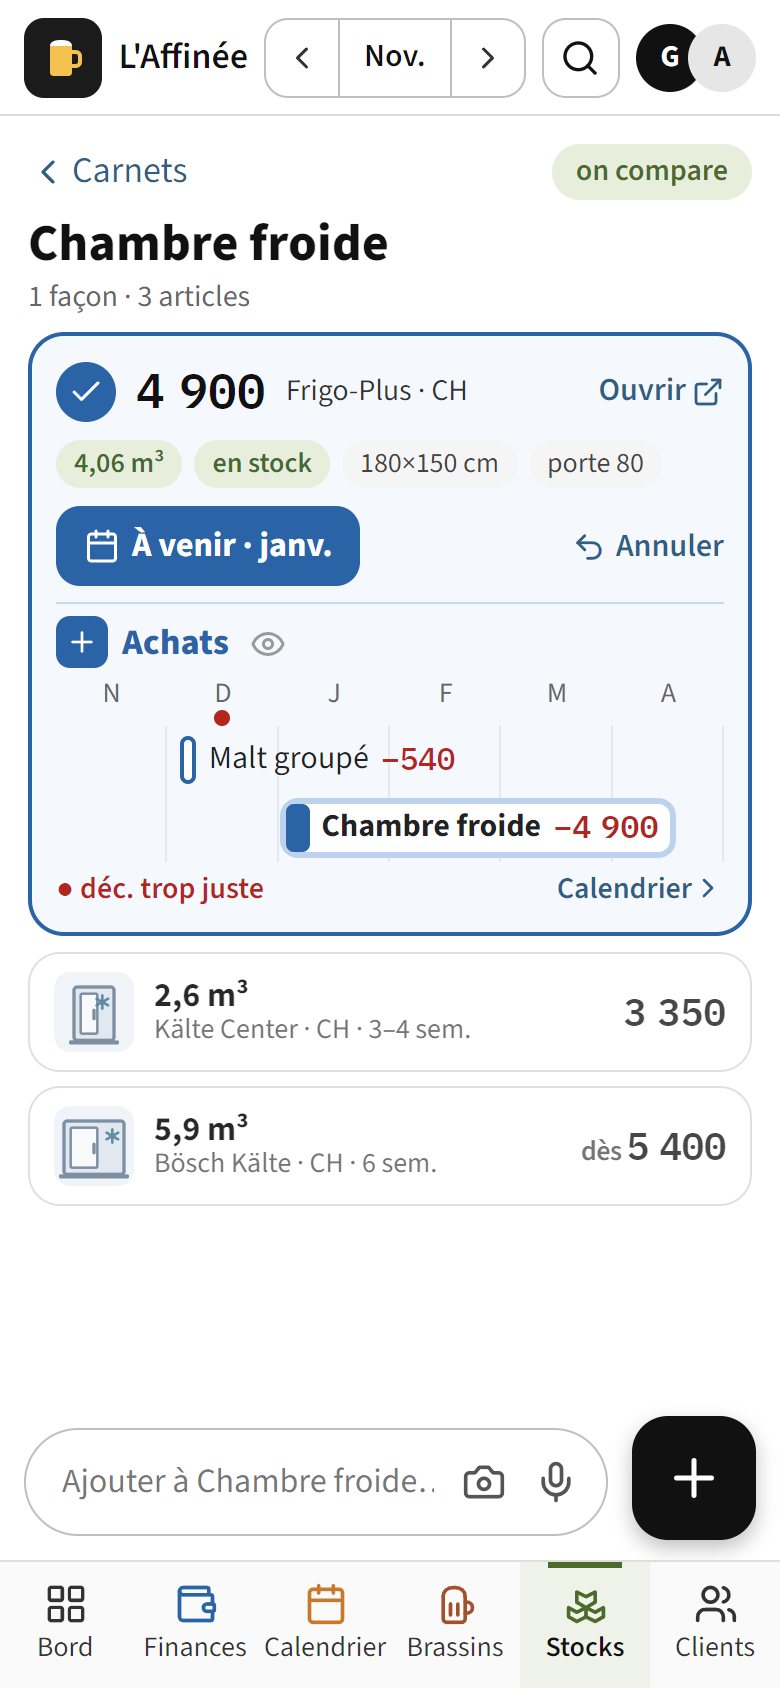 L'Affinée
Nov.
G
A
Carnets
on compare
Chambre froide
1 façon · 3 articles
4 900 Frigo-Plus · CH
Ouvrir
4,06 m³
en stock
180×150 cm
porte 80
À venir · janv.
Annuler
Achats
N D J F M A
Malt groupé −540
Chambre froide −4 900
déc. trop juste
Calendrier
2,6 m³
Kälte Center · CH · 3–4 sem.
3 350
5,9 m³
Bösch Kälte · CH · 6 sem.
dès 5 400
Ajouter à Chambre froide..
Bord
Finances
Calendrier
Brassins
Stocks
Clients